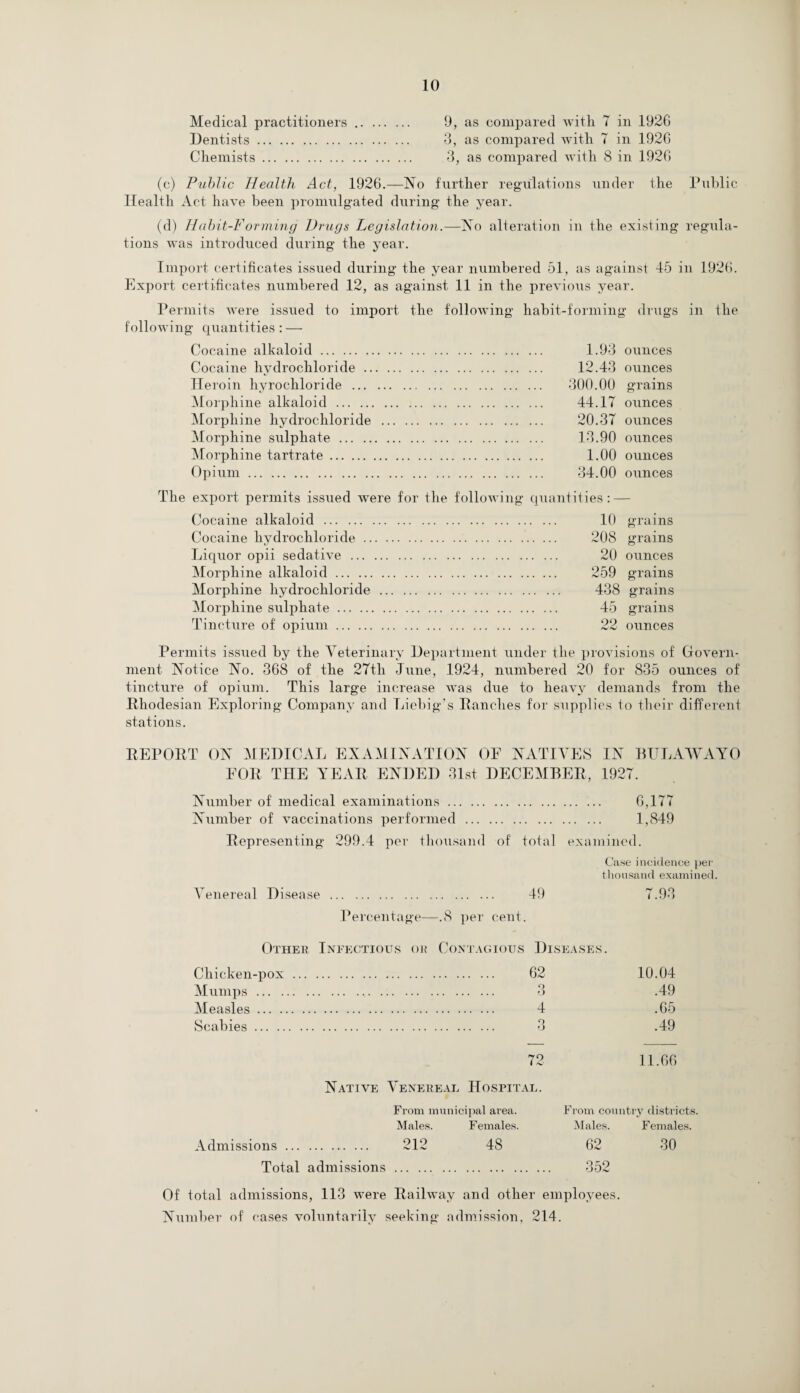 10
Medical practitioners ... ... ... 9, as compared with 7 in 1926
Dentists ... ... ... ... ... ... 3, as compared with 7 in 1926
Chemists ... ... ... ... ... ... 3, as compared with 8 in 1926
(c) Public Health Act, 1926.—No further regulations under the Public
Health Act have been promulgated during the year.
(d) Habit-Forming Drugs Legislation.—No alteration in the existing regula-
tions was introduced during the year.
Import certificates issued during the year numbered 51, as against 45 in 1926.
Export certificates numbered 12, as against 11 in the previous year.
Permits were issued to import the following habit-forming drugs in the
following quantities:—
Cocaine alkaloid ... ... ... ... ... ... ... ... 1.93 ounces
Cocaine hydrochloride ... ... ... ... ... ... ... 12.43 ounces
Heroin hyrochloride ... ... ... ... ... ... ... 300.00 grains
Morphine alkaloid ... ... ... ... ... ... ... ... 44.17 ounces
Morphine hydrochloride ... ... ... ... ... ... ... 20.37 ounces
Morphine sulphate ... ... ... ... ... ... ... ... 13.90 ounces
Morphine tartrate ... ... ... ... ... ... ... ... 1.00 ounces
Opium ... ... ... ... ... ... ... ... ... ... ... 34.00 ounces
The export permits issued were for the following quantities:—
Cocaine alkaloid ... ... ... ... ... ... ... ... 10 grains
Cocaine hydrochloride ... ... ... ... ... ... ... 208 grains
Liquor opii sedative ... ... ... ... ... ... ... 20 ounces
Morphine alkaloid ... ... ... ... ... ... ... ... 259 grains
Morphine hydrochloride ... ... ... ... ... ... ... 438 grains
Morphine sulphate ... ... ... ... ... ... ... ... 45 grains
Tincture of opium ... ... ... ... ... ... ... ... 22 ounces
Permits issued by the Veterinary Department under the provisions of Govern-
ment Notice No. 368 of the 27th June, 1924, numbered 20 for 835 ounces of
tincture of opium. This large increase was due to heavy demands from the
Rhodesian Exploring Company and Liebig's Ranches for supplies to their different
stations.
REPORT ON MEDICAL EXAMINATION OF NATIVES IN BULAWAYO
FOR THE YEAR ENDED 31st DECEMBER, 1927.
Number of medical examinations ... ... ... ... ... 6,177
Number of vaccinations performed ... ... ... ... ... 1,849
Representing 299.4 per thousand of total examined.
Case incidence per
thousand examined.
Venereal Disease ... ... ... ... ... ... 49 7.93
Percentage—.8 per cent.
Other Infectious or Contagious Diseases.
Chicken-pox ... ... ... ... ... ... ... 62 10.04
Mumps ... ... ... ... ... ... ... ... 3 .49
Measles ... ... ... ... ... ... ... ... 4 .65
Scabies ... ... ... ... ... ... ... ... 3 .49
72 11.66
Native Venereal Hospital.
From municipal area. From country districts.
Males. Females. Males. Females.
Admissions ... ... ... ... 212 48 62 30
Total admissions ... ... ... ... ... ... 352
Of total admissions, 113 were Railway and other employees.
Number of cases voluntarily seeking admission, 214.